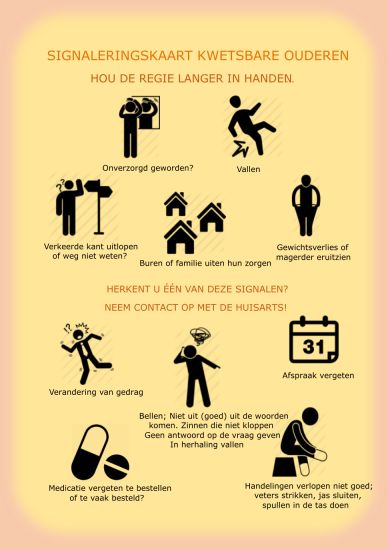 SIGNALERINGSKAART KWETSBARE OUDEREN
HOU DE REGIE LANGER IN HANDEN.
Onverzorgd geworden?
Vallen
??
Verkeerde kant uitlopen
of weg niet weten?
Buren of familie uiten hun zorgen
Gewichtsverlies of
magerder eruitzien
HERKENT U ÉÉN VAN DEZE SIGNALEN?
NEEM CONTACT OP MET DE HUISARTS!
!?
Verandering van gedrag
Bellen; Niet uit (goed) uit de woorden
komen. Zinnen die niet kloppen
Geen antwoord op de vraag geven
In herhaling vallen
31
Afspraak vergeten
Medicatie vergeten te bestellen
of te vaak besteld?
Handelingen verlopen niet goed;
veters strikken, jas sluiten,
spullen in de tas doen